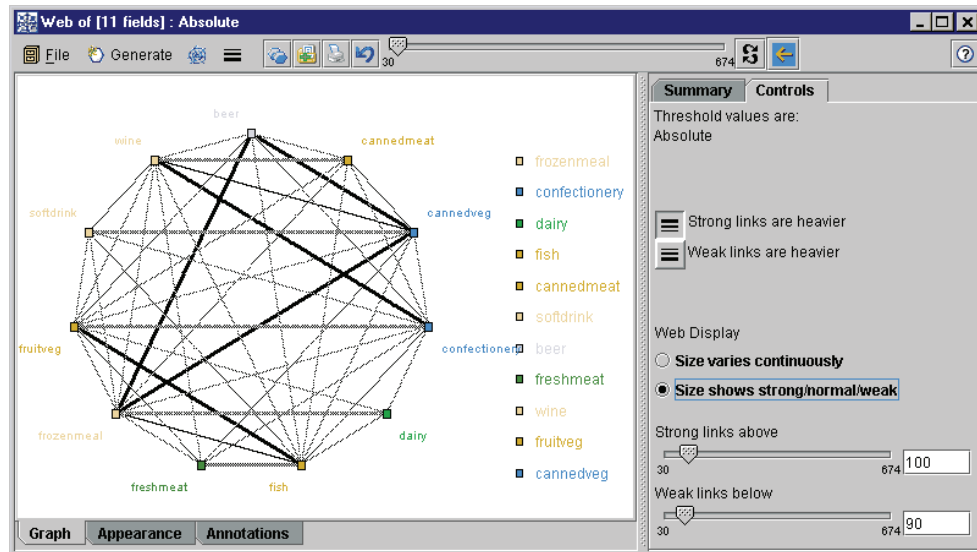 Web of [11 fields] : Absolute
File Generate 30 674
Summary Controls
Threshold values are:
Absolute
beer
wine
cannedmeat
softdrink
cannedveg
fruitveg
confectionery
frozenmeal
dairy
freshmeat
fish
frozenmeal
confectionery
dairy
fish
cannedmeat
softdrink
beer
freshmeat
wine
fruitveg
cannedveg
Strong links are heavier
Weak links are heavier
Web Display
Size varies continuously
Size shows strong/normal/weak
Strong links above
30 674 100
Weak links below
30 674 90
Graph Appearance Annotations